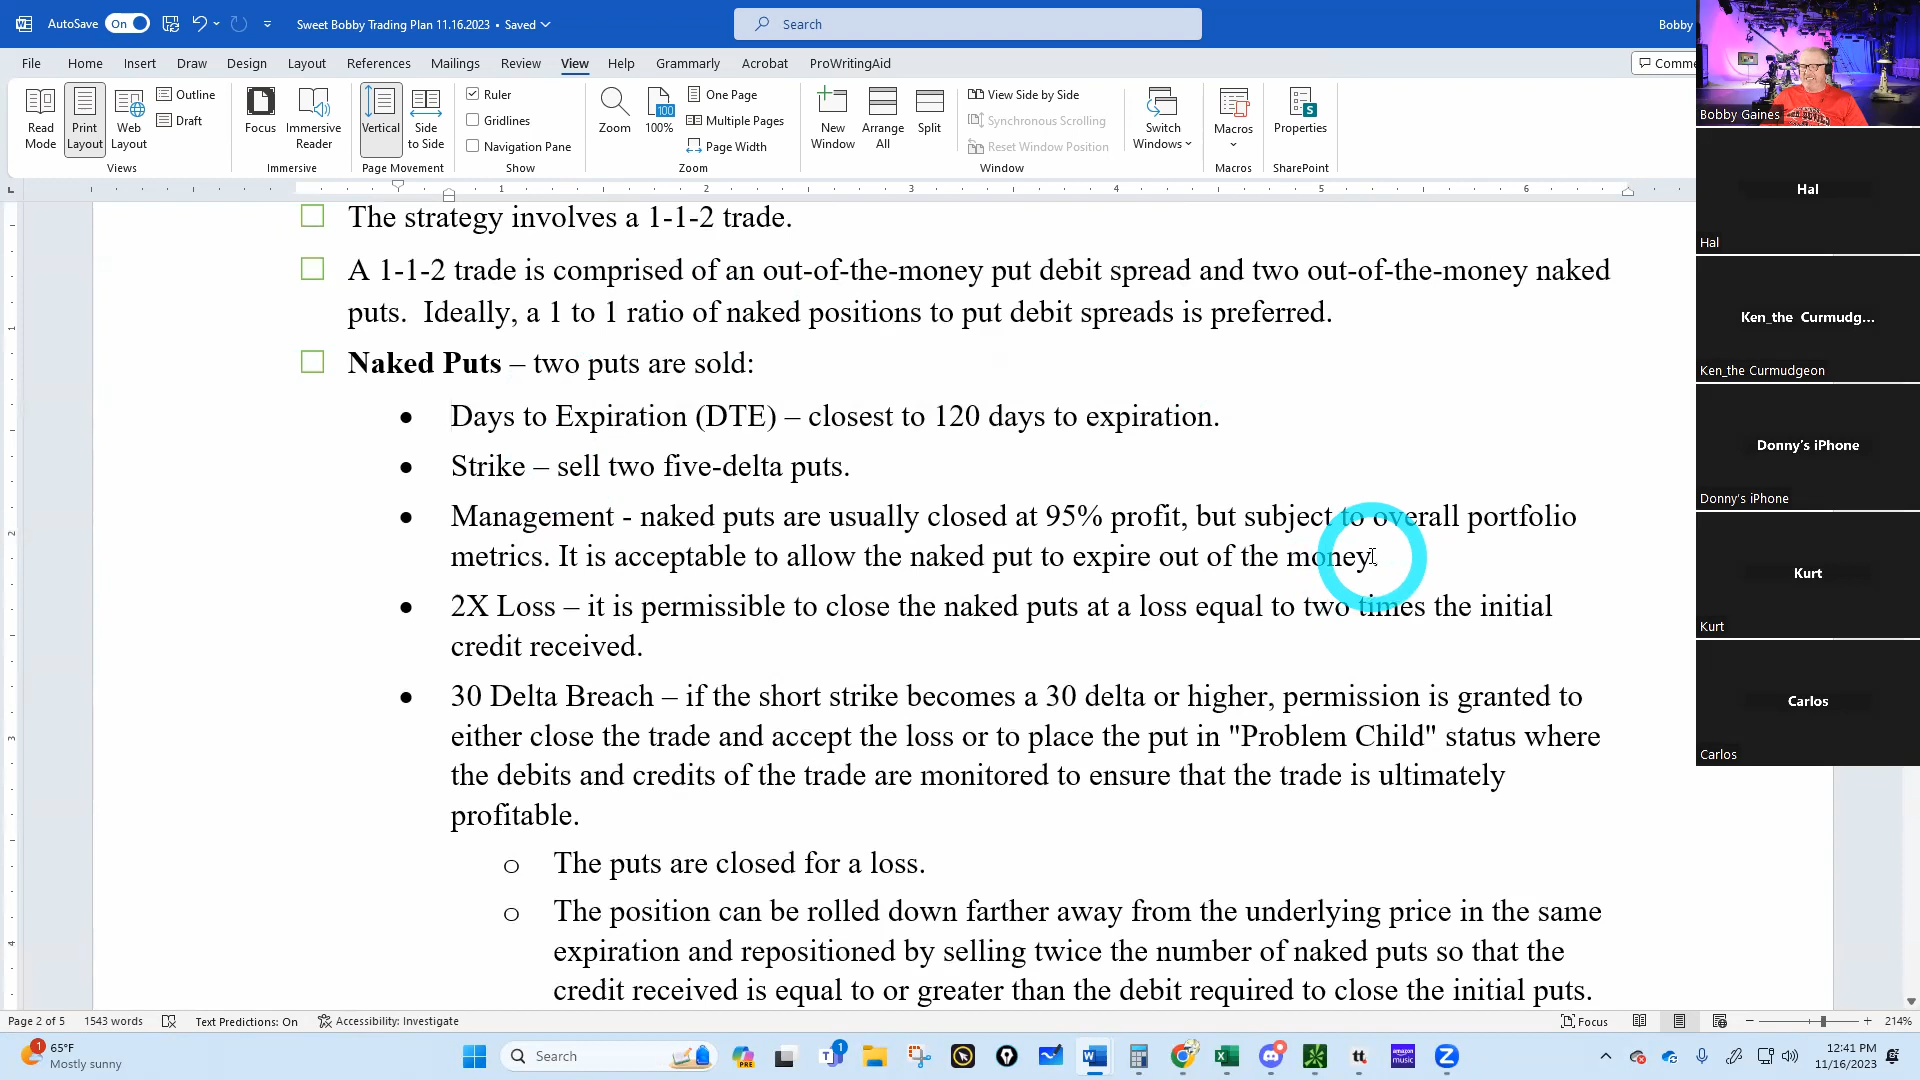 AutoSave On Sweet Bobby Trading Plan 11.16.2023 • Saved Search Bobby
File Home Insert Draw Design Layout References Mailings Review View Help Grammarly Acrobat ProWritingAid Comme
Read Mode Print Layout Web Layout Outline Draft Focus Immersive Reader Vertical Side to Side Ruler Gridlines Navigation Pane Zoom 100 100% One Page Multiple Pages Page Width New Window Arrange All Split View Side by Side Synchronous Scrolling Reset Window Position Switch Windows Macros Properties
Views Immersive Page Movement Show Zoom Window Macros SharePoint
1 2 3 4 5 6
The strategy involves a 1-1-2 trade.
A 1-1-2 trade is comprised of an out-of-the-money put debit spread and two out-of-the-money naked
puts. Ideally, a 1 to 1 ratio of naked positions to put debit spreads is preferred.
Naked Puts – two puts are sold:
• Days to Expiration (DTE) – closest to 120 days to expiration.
• Strike – sell two five-delta puts.
• Management - naked puts are usually closed at 95% profit, but subject to overall portfolio
metrics. It is acceptable to allow the naked put to expire out of the money.
• 2X Loss – it is permissible to close the naked puts at a loss equal to two times the initial
credit received.
• 30 Delta Breach – if the short strike becomes a 30 delta or higher, permission is granted to
either close the trade and accept the loss or to place the put in "Problem Child" status where
the debits and credits of the trade are monitored to ensure that the trade is ultimately
profitable.
o The puts are closed for a loss.
o The position can be rolled down farther away from the underlying price in the same
expiration and repositioned by selling twice the number of naked puts so that the
credit received is equal to or greater than the debit required to close the initial puts.
Bobby Gaines
Hal
Hal
Ken_the Curmudg...
Ken_the Curmudgeon
Donny's iPhone
Donny's iPhone
Kurt
Kurt
Carlos
Carlos
Page 2 of 5 1543 words Text Predictions: On Accessibility: Investigate Focus 214%
1 65°F
Mostly sunny
Search PRE 1 tt amazon music
12:41 PM
11/16/2023